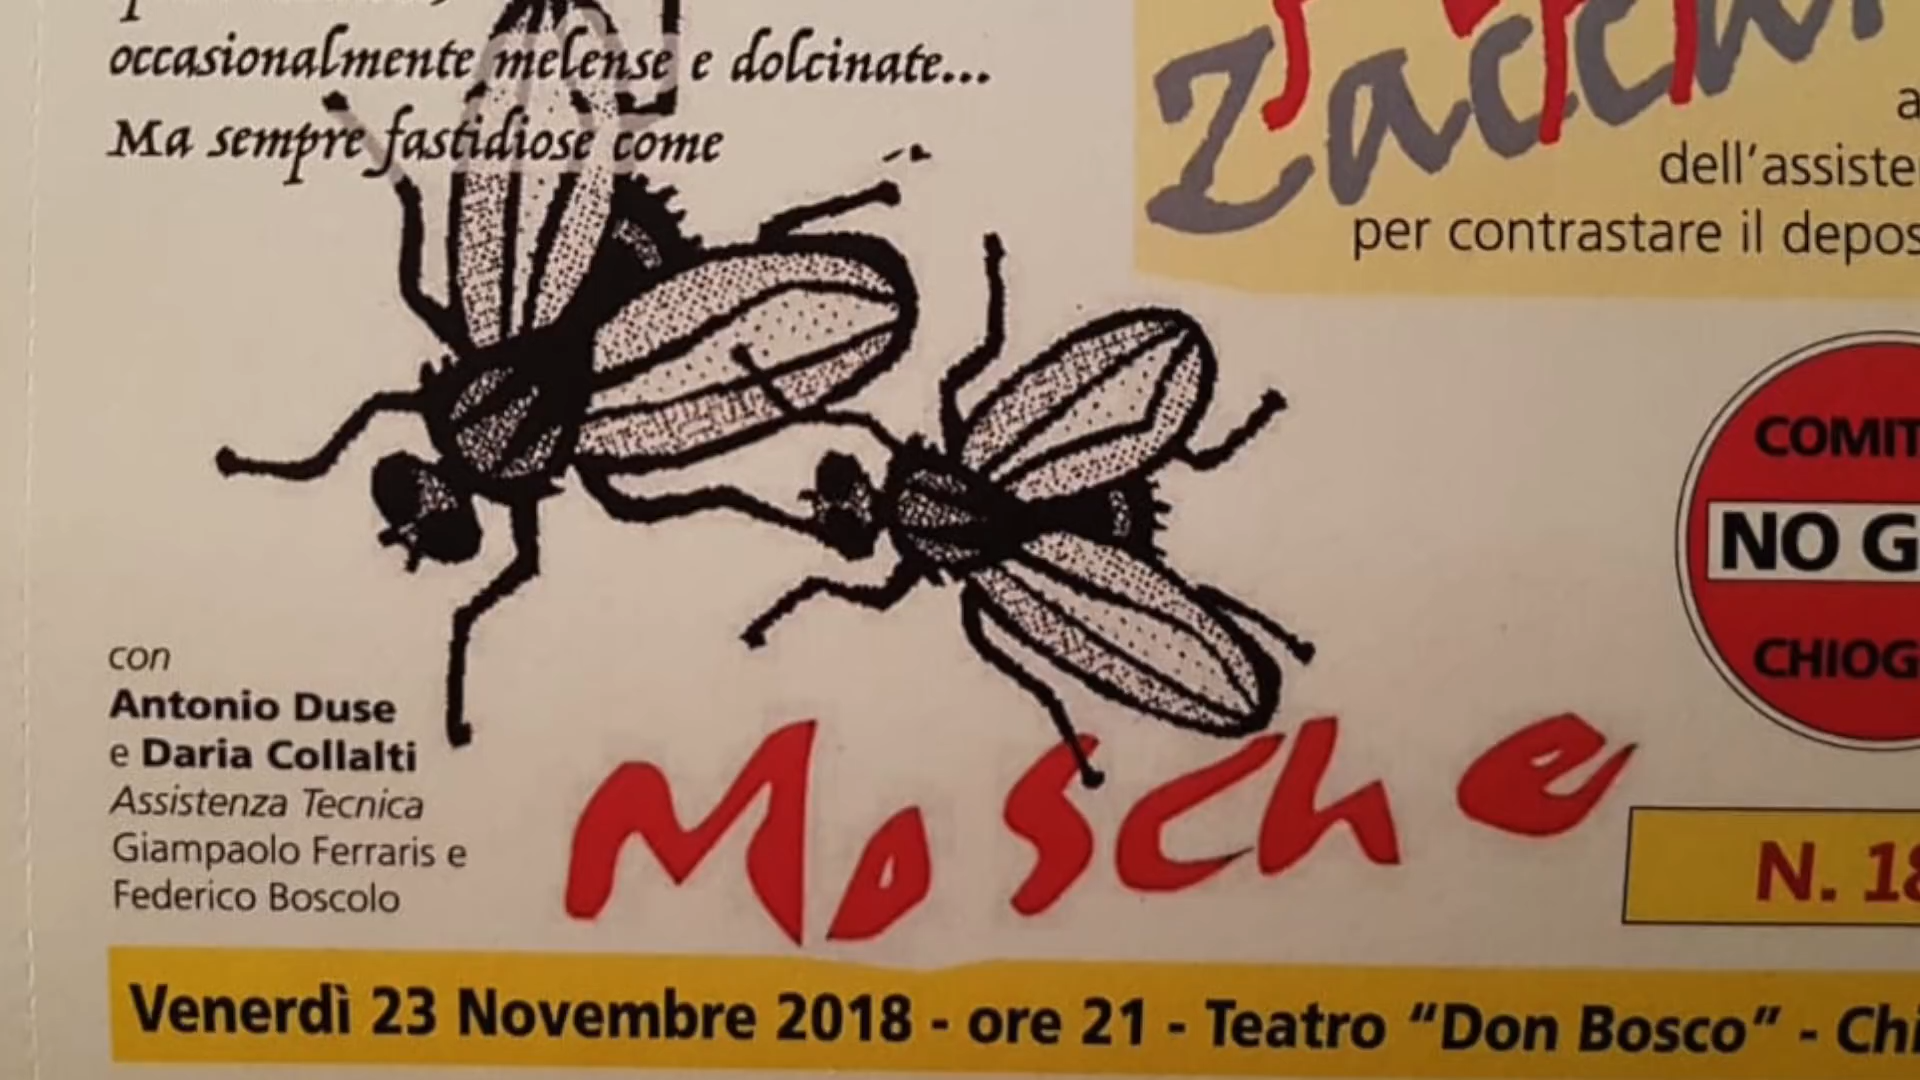 occasionalmente melense e dolcinate...
Ma sempre fastidiose come
dell'assiste
per contrastare il depos
COMIT
NO G
CHIOG
con
Antonio Duse
e Daria Collalti
Assistenza Tecnica
Giampaolo Ferraris e
Federico Boscolo
Mosche
N. 18
Venerdì 23 Novembre 2018 - ore 21 - Teatro “Don Bosco” - Chi